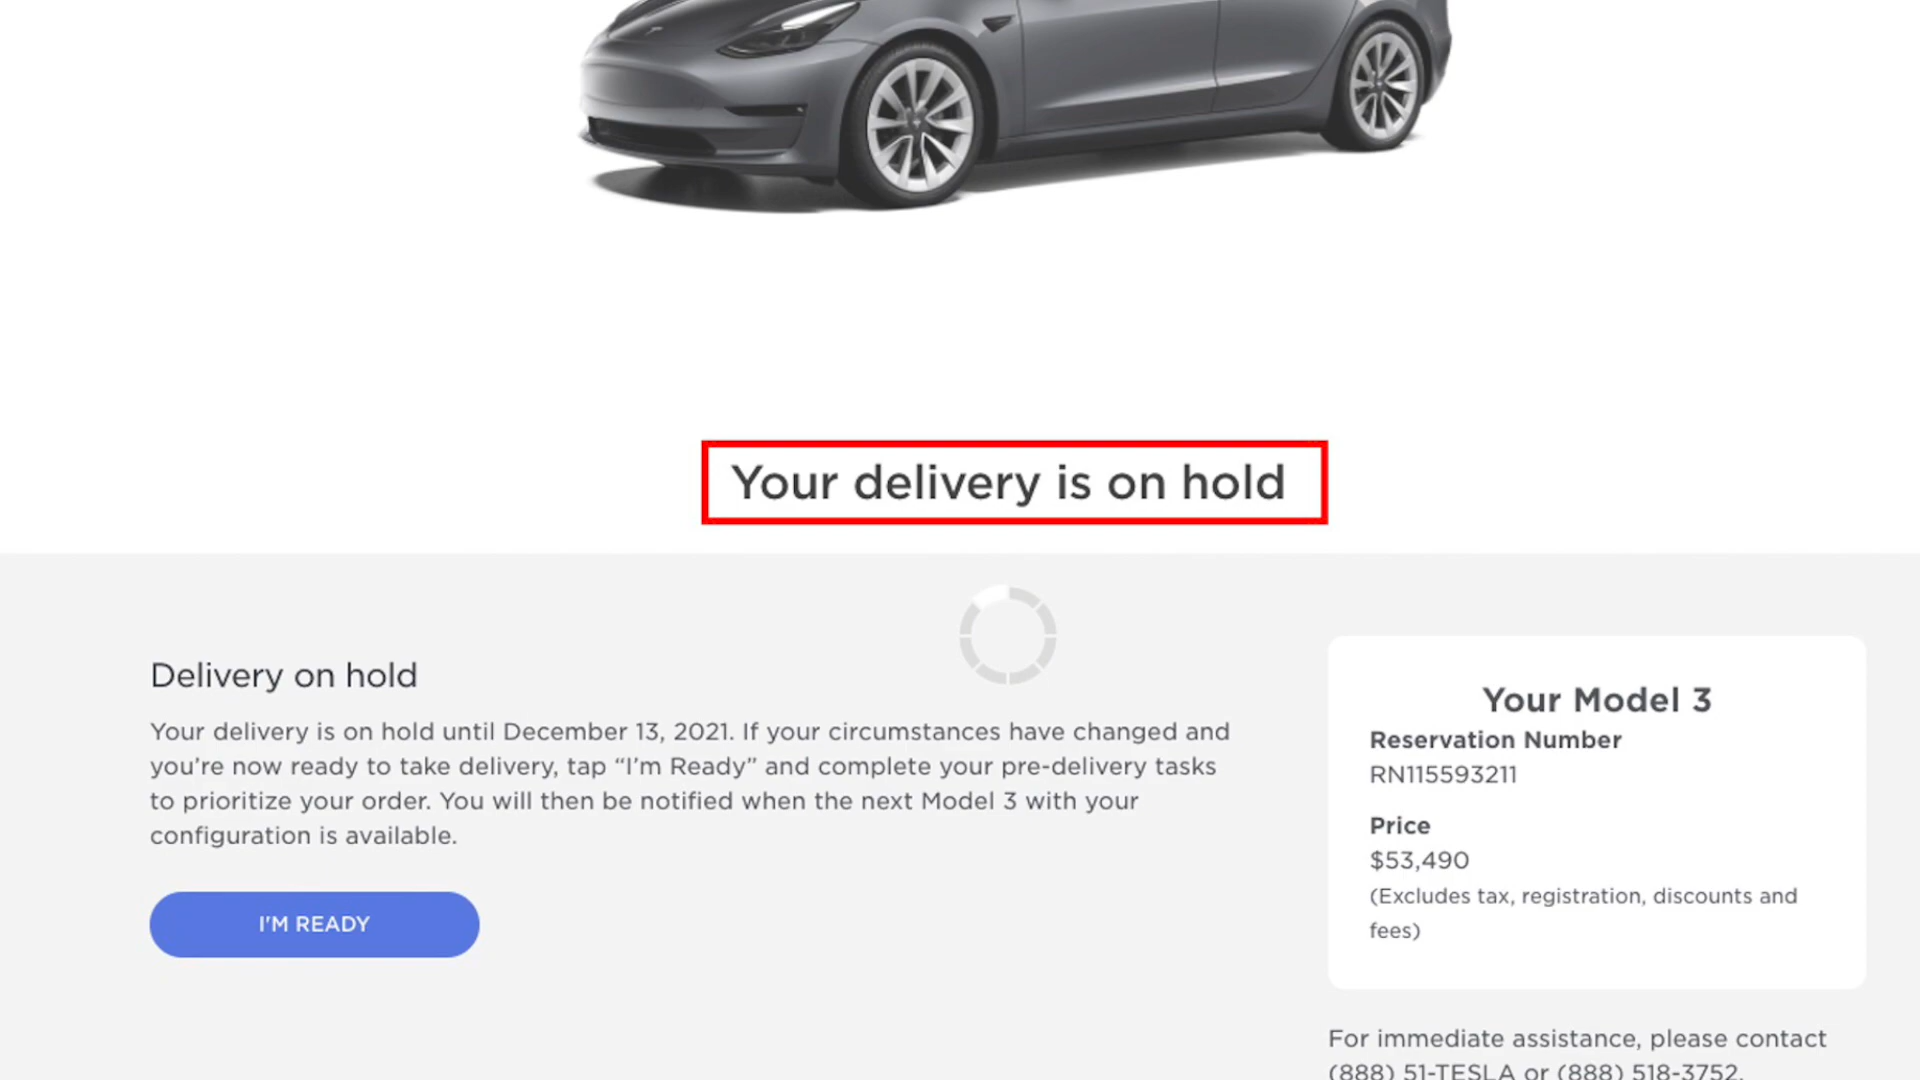 Your delivery is on hold
Delivery on hold
Your delivery is on hold until December 13, 2021. If your circumstances have changed and
you’re now ready to take delivery, tap “I’m Ready” and complete your pre-delivery tasks
to prioritize your order. You will then be notified when the next Model 3 with your
configuration is available.
I'M READY
Your Model 3
Reservation Number
RN115593211
Price
$53,490
(Excludes tax, registration, discounts and
fees)
For immediate assistance, please contact
(888) 51-TESLA or (888) 518-3752.